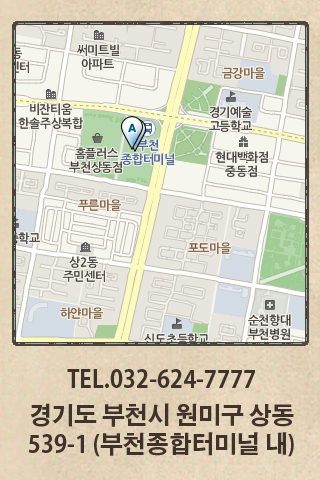 써미트빌
아파트
동
센터
금강마을
비잔티움
한솔주상복합
경기예술
고등학교
A
부천
종합터미널
홈플러스
부천상동점
현대백화점
중동점
푸른마을
등학교
상2동
주민센터
포도마을
하얀마을
순천향대
부천병원
신도초등학교
TEL.032-624-7777
경기도 부천시 원미구 상동
539-1 (부천종합터미널 내)